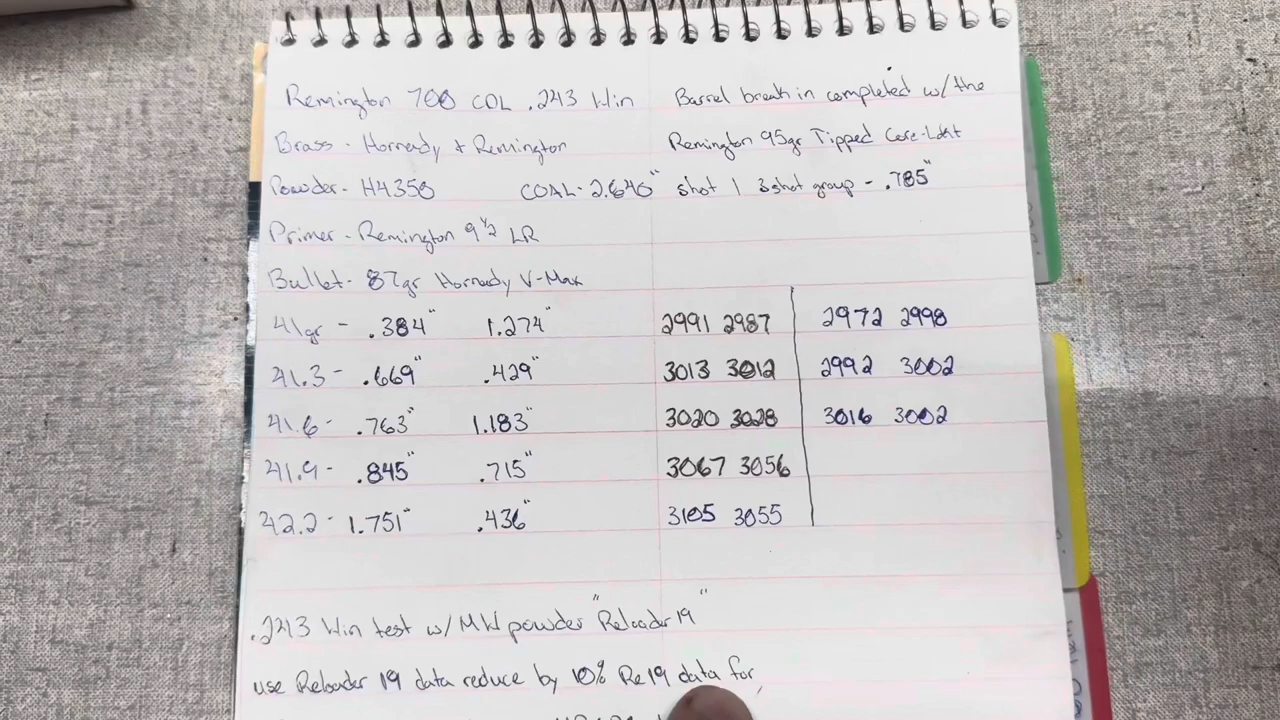 Remington 700 CDL .243 Win Barrel break in completed w/ the
Brass - Hornady & Remington Remington 95gr Tipped Core-Lokt
Powder - H4350 COAL - 2.640" shot 1 3 shot group - .785"
Primer - Remington 9 1/2 LR
Bullet - 87gr Hornady V-Max
41gr - .384" 1.274" 2991 2987 2972 2998
41.3 - .669" .429" 3013 3012 2992 3002
41.6 - .763" 1.183" 3020 3028 3016 3002
41.9 - .845" .715" 3067 3056
42.2 - 1.751" .436" 3105 3055
.243 Win test w/ MW powder "Reloader 19"
use Reloader 19 data reduce by 10% Re19 data for